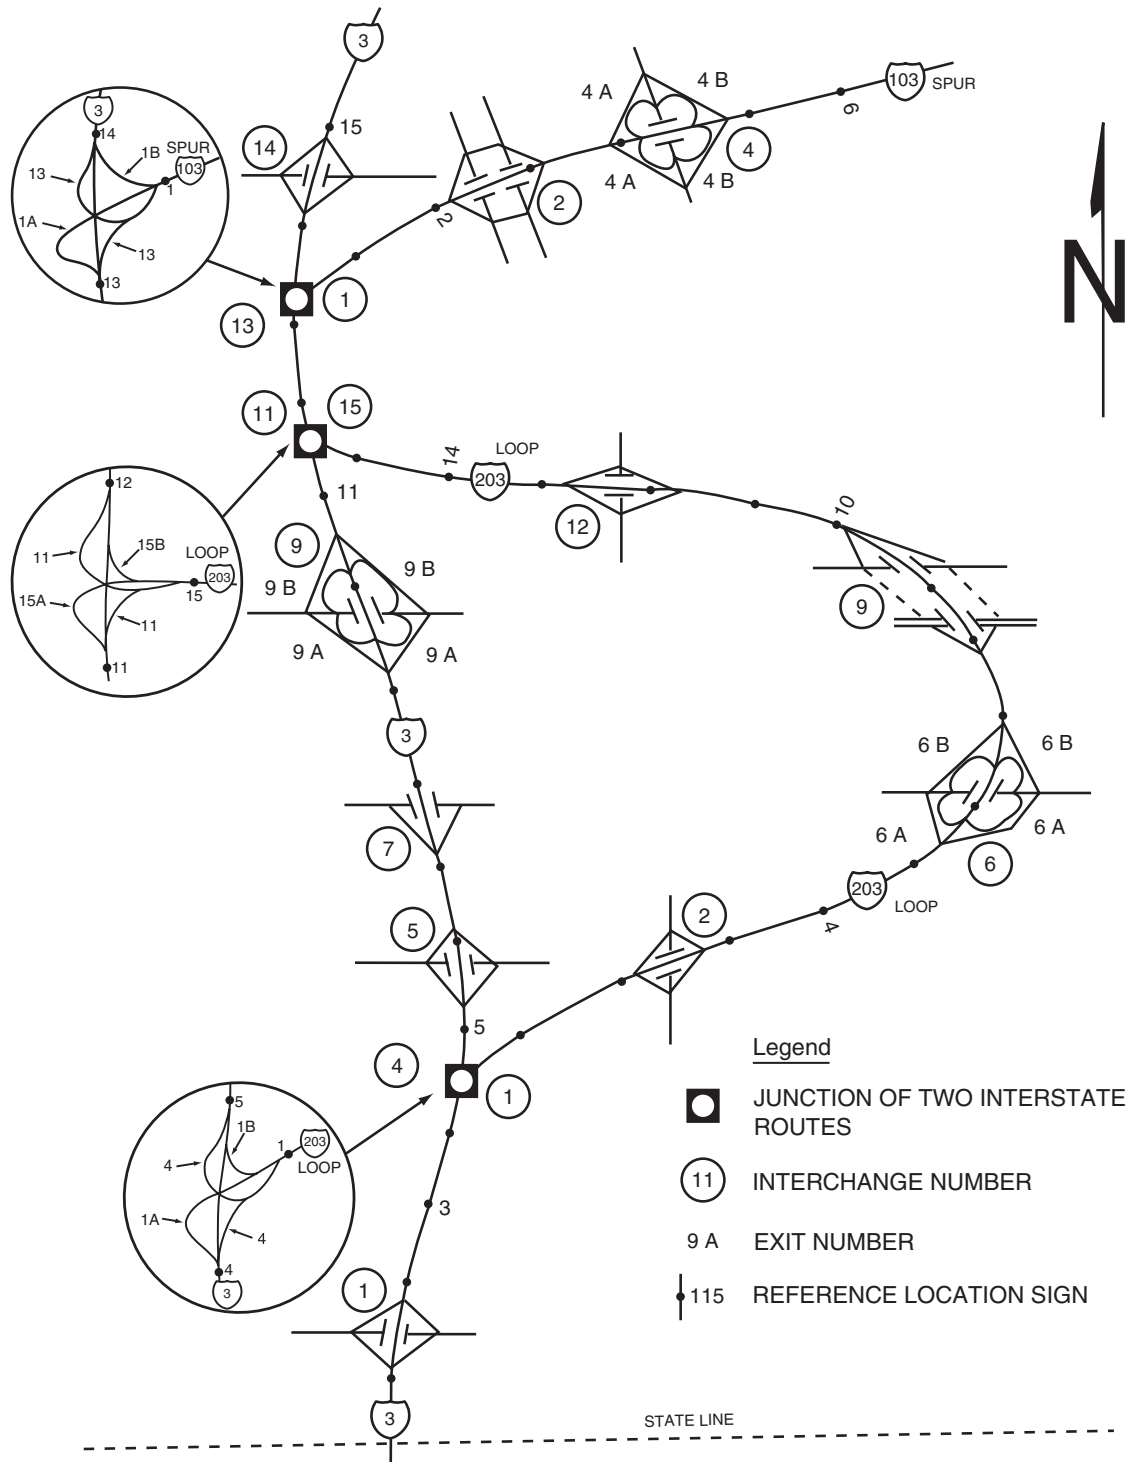 3
103
SPUR
4 A
4 B
6
15
14
4
4 A
4 B
2
2
3
14
1B
SPUR
103
13
1
1A
13
13
1
13
N
11
15
LOOP
14
203
12
11
10
12
11
15B
LOOP
203
15A
15
11
11
9
9 B
9 B
9 A
9 A
9
3
6 B
6 B
6 A
6 A
6
7
203
LOOP
4
2
5
5
4
1
5
1B
1
203
LOOP
4
1A
4
4
3
3
1
3
STATE LINE
Legend
JUNCTION OF TWO INTERSTATE
ROUTES
11 INTERCHANGE NUMBER
9 A EXIT NUMBER
115 REFERENCE LOCATION SIGN